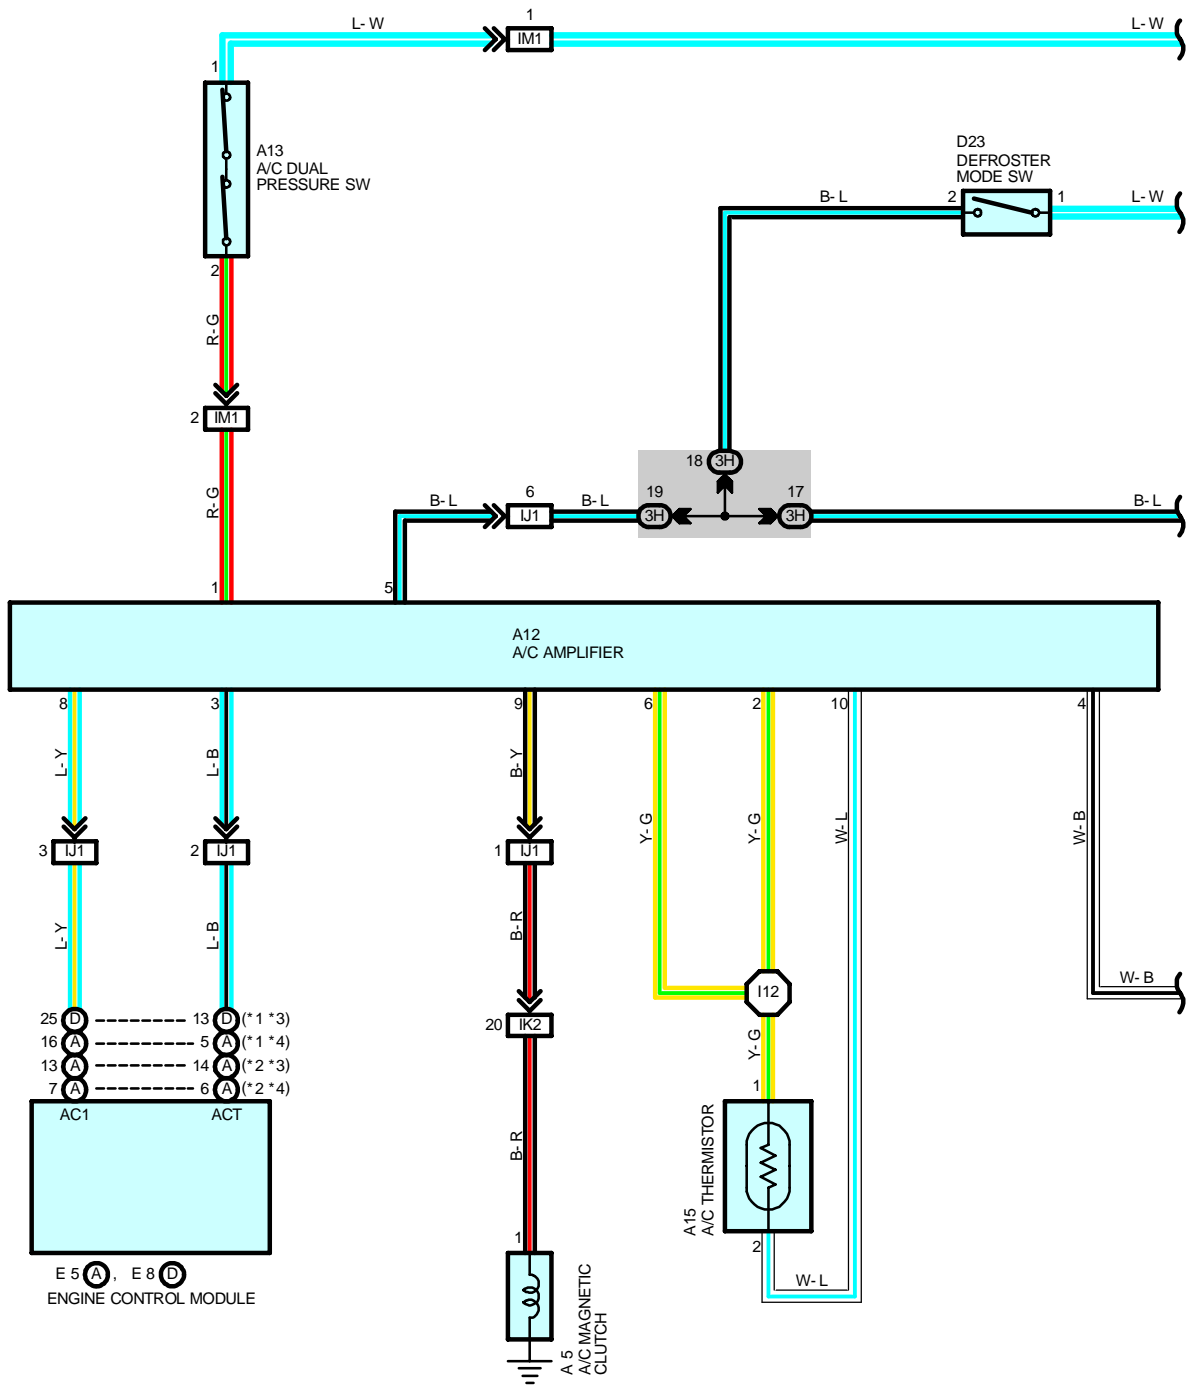 L-W
1
IM1
L-W
1
A13
A/C DUAL
PRESSURE SW
2
D23
DEFROSTER
MODE SW
2
1
B-L
L-W
R-G
2
IM1
R-G
1
18
3H
B-L
6
IJ1
B-L
19
3H
17
3H
B-L
5
A12
A/C AMPLIFIER
8
3
9
6
2
10
4
L-Y
L-B
B-Y
Y-G
Y-G
W-L
W-B
3
IJ1
2
IJ1
1
IJ1
L-Y
L-B
B-R
W-B
I12
25 D 13 D (*1 *3)
16 A 5 A (*1 *4)
13 A 14 A (*2 *3)
7 A 6 A (*2 *4)
20
IK2
Y-G
AC1
ACT
1
B-R
A15
A/C THERMISTOR
2
W-L
1
E 5 A , E 8 D
ENGINE CONTROL MODULE
A 5
A/C MAGNETIC
CLUTCH